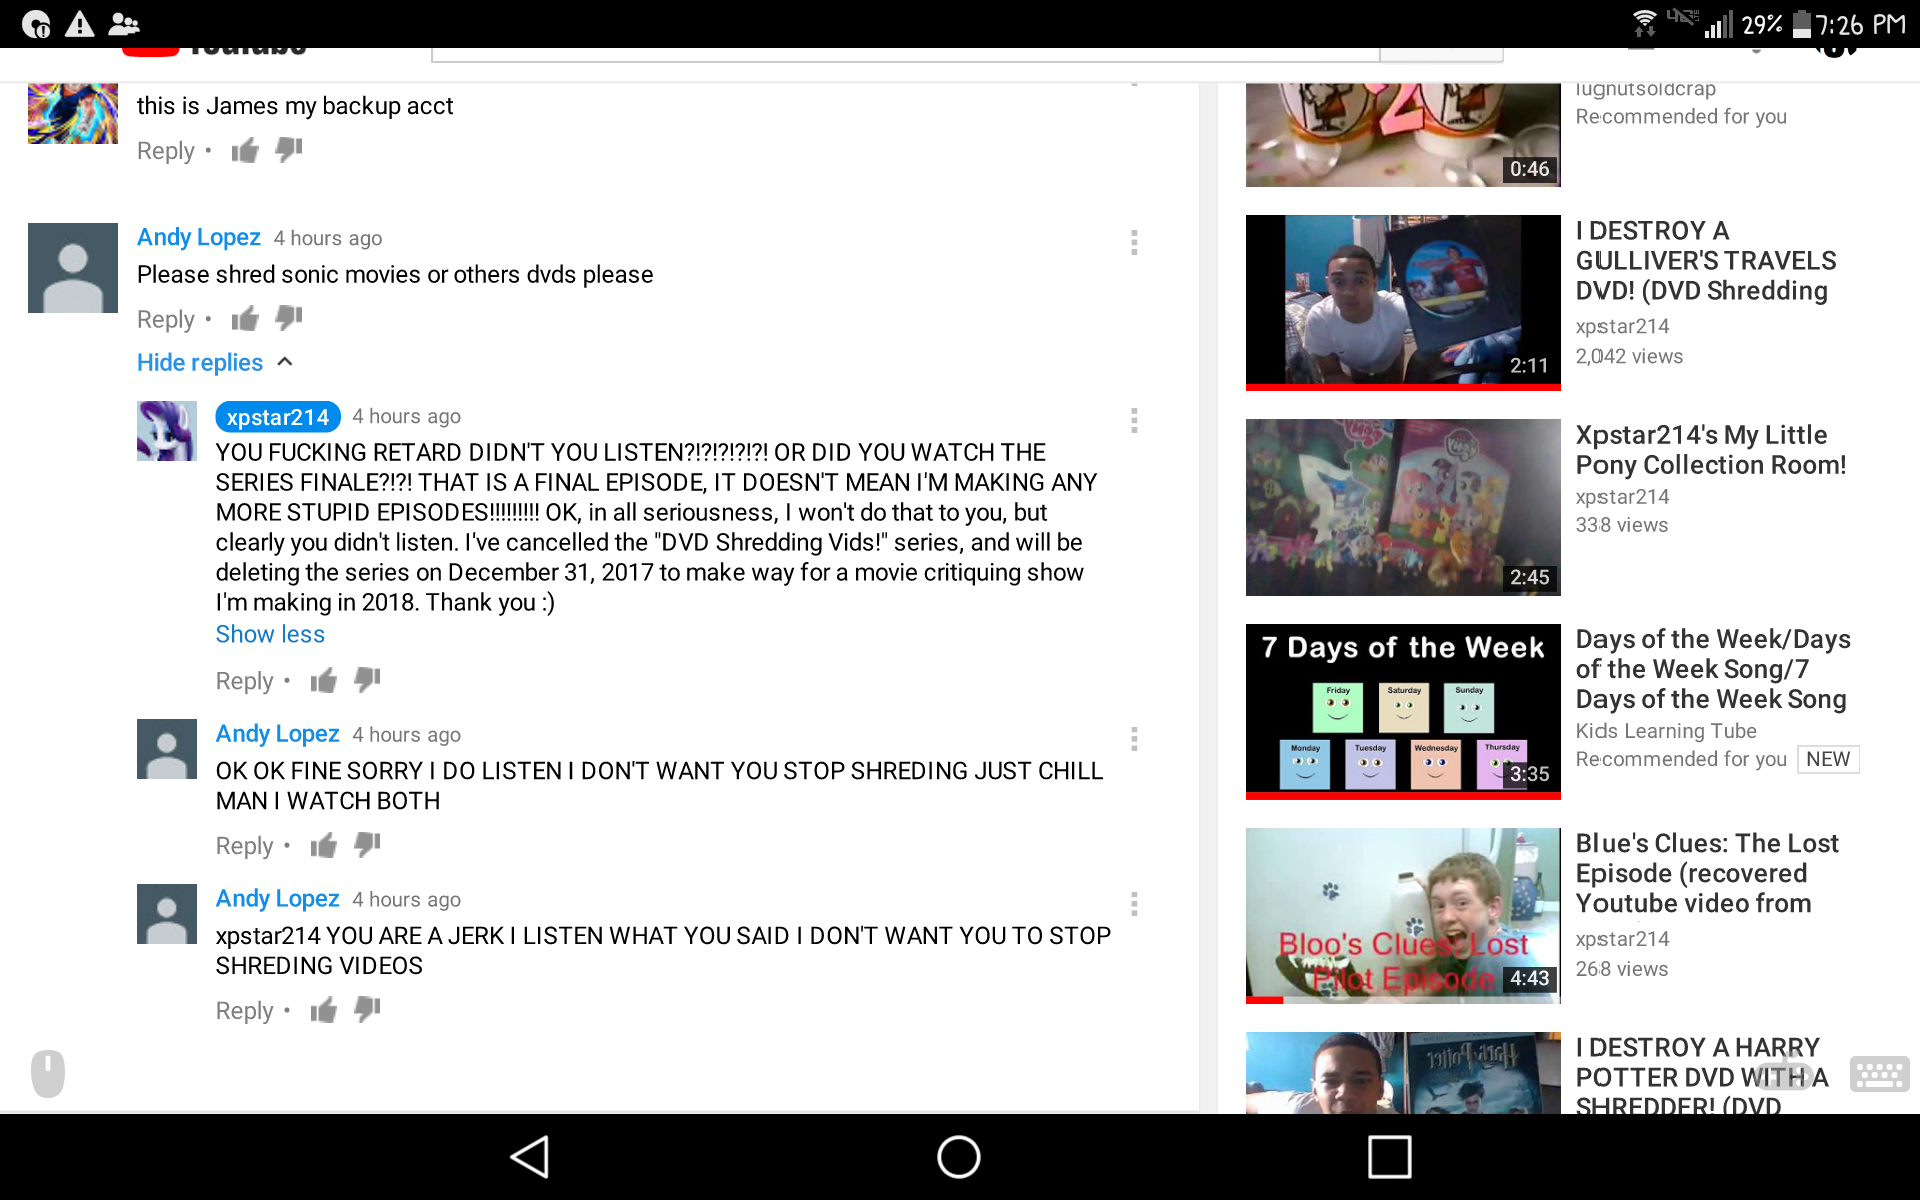 29% 7:26 PM
YouTube
this is James my backup acct
Reply •
Andy Lopez 4 hours ago
Please shred sonic movies or others dvds please
Reply •
Hide replies
xpstar214 4 hours ago
YOU FUCKING RETARD DIDN'T YOU LISTEN?!?!?!?!?! OR DID YOU WATCH THE
SERIES FINALE?!?! THAT IS A FINAL EPISODE, IT DOESN'T MEAN I'M MAKING ANY
MORE STUPID EPISODES!!!!!!!!! OK, in all seriousness, I won't do that to you, but
clearly you didn't listen. I've cancelled the "DVD Shredding Vids!" series, and will be
deleting the series on December 31, 2017 to make way for a movie critiquing show
I'm making in 2018. Thank you :)
Show less
Reply •
Andy Lopez 4 hours ago
OK OK FINE SORRY I DO LISTEN I DON'T WANT YOU STOP SHREDING JUST CHILL
MAN I WATCH BOTH
Reply •
Andy Lopez 4 hours ago
xpstar214 YOU ARE A JERK I LISTEN WHAT YOU SAID I DON'T WANT YOU TO STOP
SHREDING VIDEOS
Reply •
lugnutsoldcrap
Recommended for you
0:46
I DESTROY A
GULLIVER'S TRAVELS
DVD! (DVD Shredding
xpstar214
2,042 views
2:11
Xpstar214's My Little
Pony Collection Room!
xpstar214
338 views
2:45
7 Days of the Week
Friday Saturday Sunday
Monday Tuesday Wednesday Thursday
3:35
Days of the Week/Days
of the Week Song/7
Days of the Week Song
Kids Learning Tube
Recommended for you NEW
Bloo's Clues: Lost
Pilot Episode
4:43
Blue's Clues: The Lost
Episode (recovered
Youtube video from
xpstar214
268 views
Harry Potter
I DESTROY A HARRY
POTTER DVD WITH A
SHREDDER! (DVD